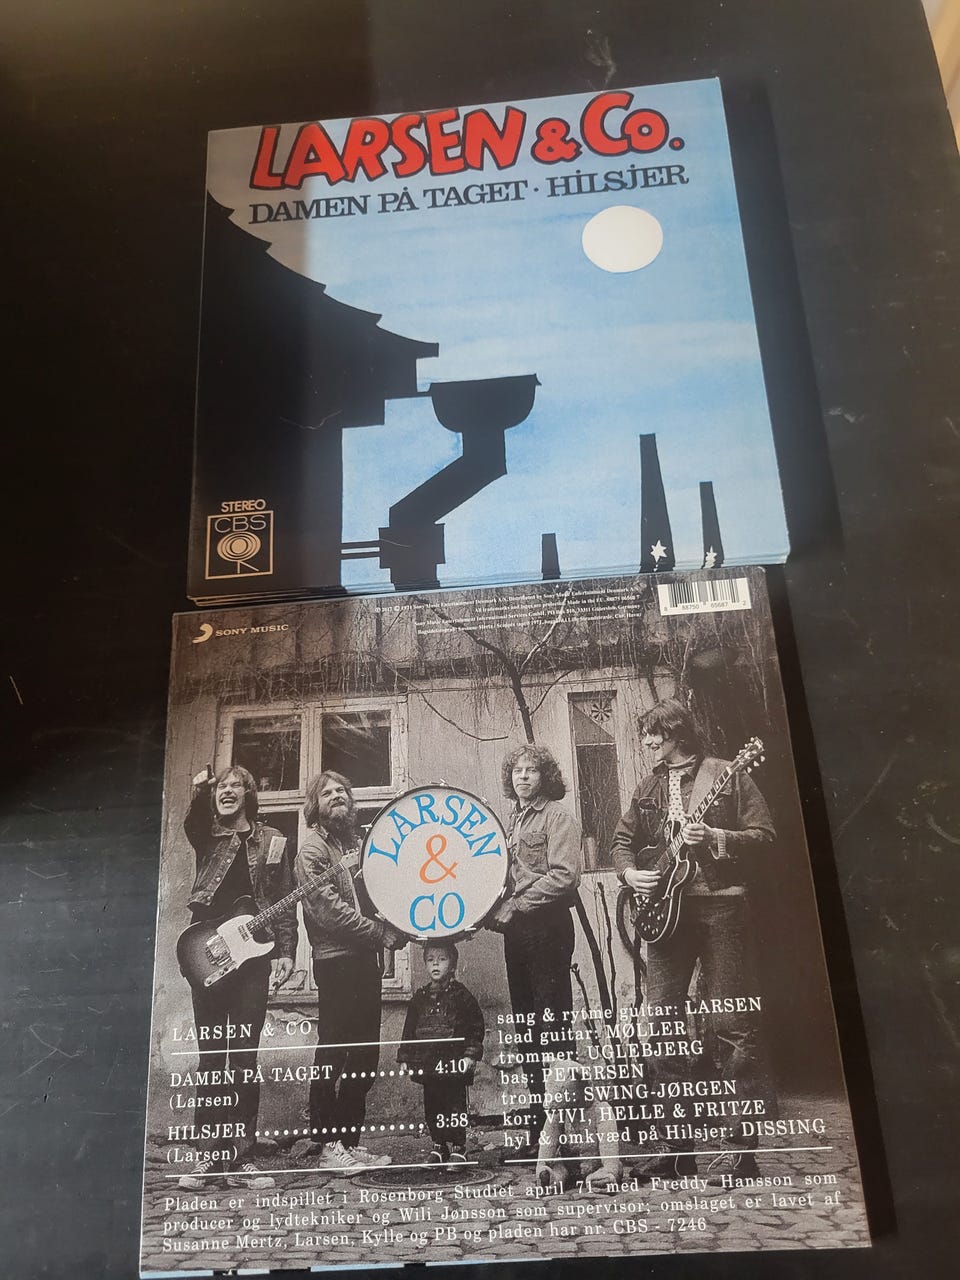 LARSEN & Co.
DAMEN PÅ TAGET · HILSJER
STEREO
CBS
SONY MUSIC
8 88750 65687 2
LARSEN
&
CO
LARSEN & CO
DAMEN PÅ TAGET ......... 4:10
(Larsen)
HILSJER .................. 3:58
(Larsen)
sang & rytme guitar: LARSEN
lead guitar: MØLLER
trommer: UGLEBJERG
bas: PETERSEN
trompet: SWING-JØRGEN
kor: VIVI, HELLE & FRITZE
hyl & omkvæd på Hilsjer: DISSING
Pladen er indspillet i Rosenborg Studiet april 71 med Freddy Hansson som
producer og lydtekniker og Wili Jønsson som supervisor; omslaget er lavet af
Susanne Mertz, Larsen, Kylle og PB og pladen har nr. CBS - 7246